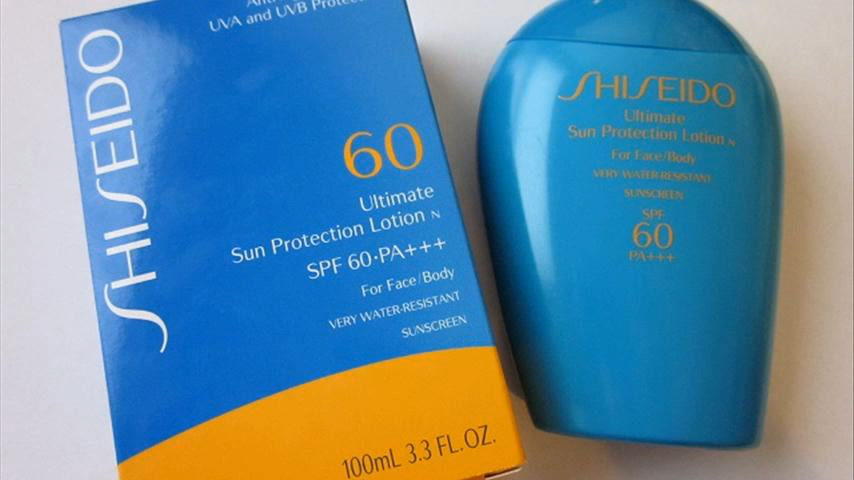 UVA and UVB
SHISEIDO
60
Ultimate
Sun Protection Lotion N
SPF 60·PA+++
For Face/Body
VERY WATER-RESISTANT
SUNSCREEN
100mL 3.3 FL.OZ.
SHISEIDO
Ultimate
Sun Protection Lotion N
For Face/Body
VERY WATER-RESISTANT
SUNSCREEN
SPF
60
PA+++